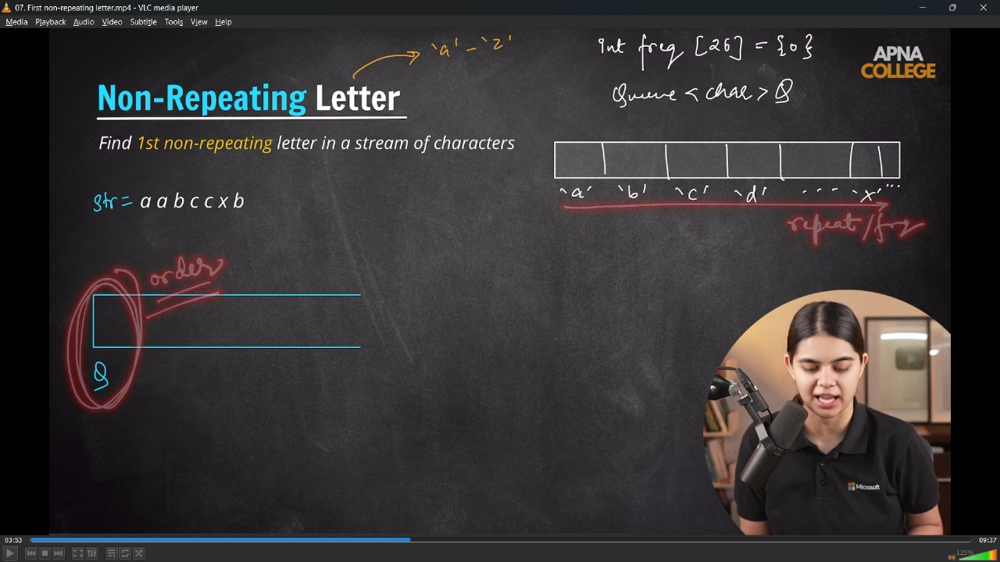 07. First non-repeating letter.mp4 - VLC media player
Media Playback Audio Video Subtitle Tools View Help
'a' - 'z'
int freq [26] = {0}
Queue < char > Q
APNA
COLLEGE
Non-Repeating Letter
Find 1st non-repeating letter in a stream of characters
str = a a b c c x b
'a' 'b' 'c' 'd' ... 'x' ...
repeat/freq
order
Q
Microsoft
03:53
09:37
125%